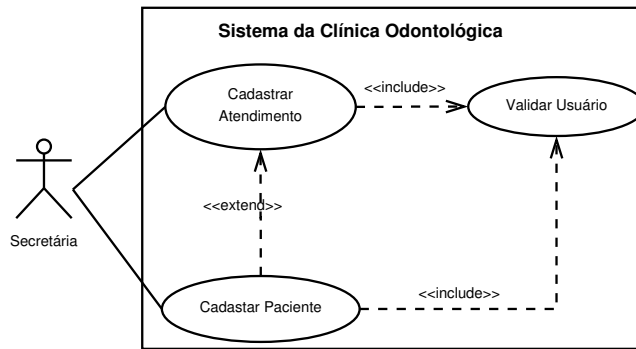 Sistema da Clínica Odontológica
Cadastrar
Atendimento
<<include>>
Validar Usuário
<<extend>>
Secretária
Cadastar Paciente
<<include>>